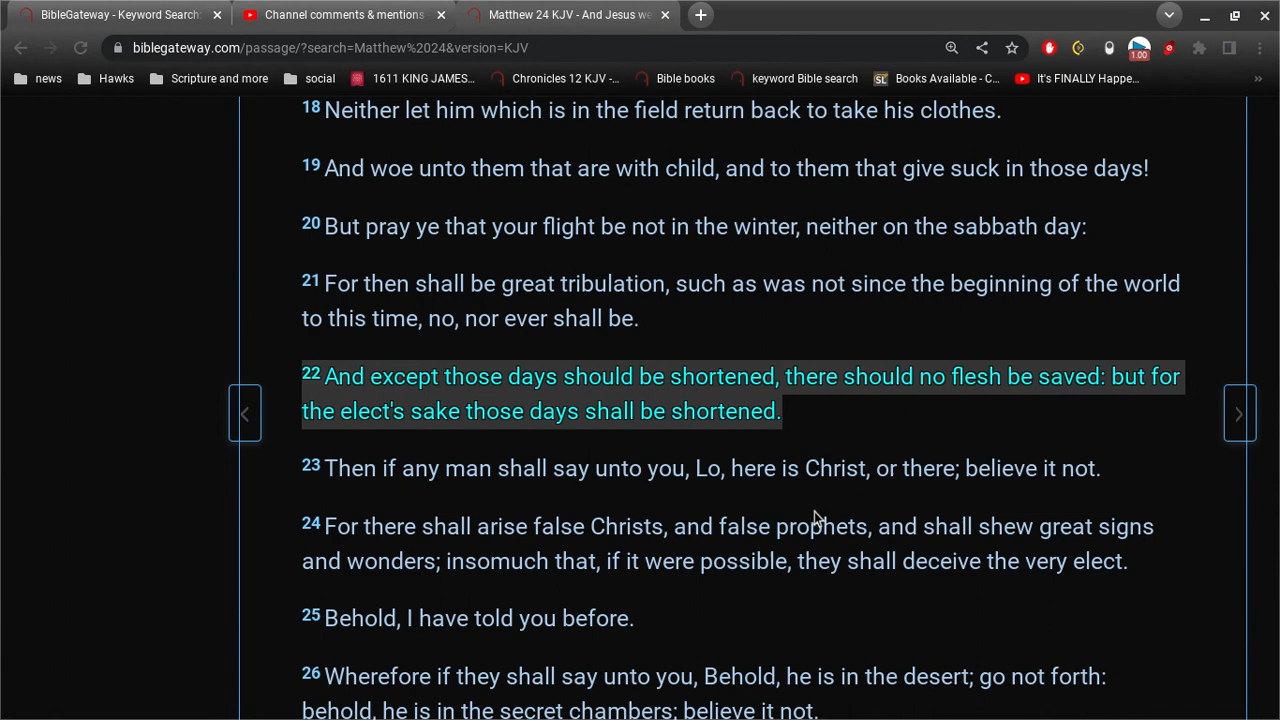 BibleGateway - Keyword Search: Channel comments & mentions - Matthew 24 KJV - And Jesus we
biblegateway.com/passage/?search=Matthew%2024&version=KJV 1.00
news Hawks Scripture and more social 1611 KING JAMES... Chronicles 12 KJV -... Bible books keyword Bible search SL Books Available - C... It's FINALLY Happe... »
18 Neither let him which is in the field return back to take his clothes.
19 And woe unto them that are with child, and to them that give suck in those days!
20 But pray ye that your flight be not in the winter, neither on the sabbath day:
21 For then shall be great tribulation, such as was not since the beginning of the world
to this time, no, nor ever shall be.
22 And except those days should be shortened, there should no flesh be saved: but for
the elect's sake those days shall be shortened.
23 Then if any man shall say unto you, Lo, here is Christ, or there; believe it not.
24 For there shall arise false Christs, and false prophets, and shall shew great signs
and wonders; insomuch that, if it were possible, they shall deceive the very elect.
25 Behold, I have told you before.
26 Wherefore if they shall say unto you, Behold, he is in the desert; go not forth:
behold, he is in the secret chambers; believe it not.